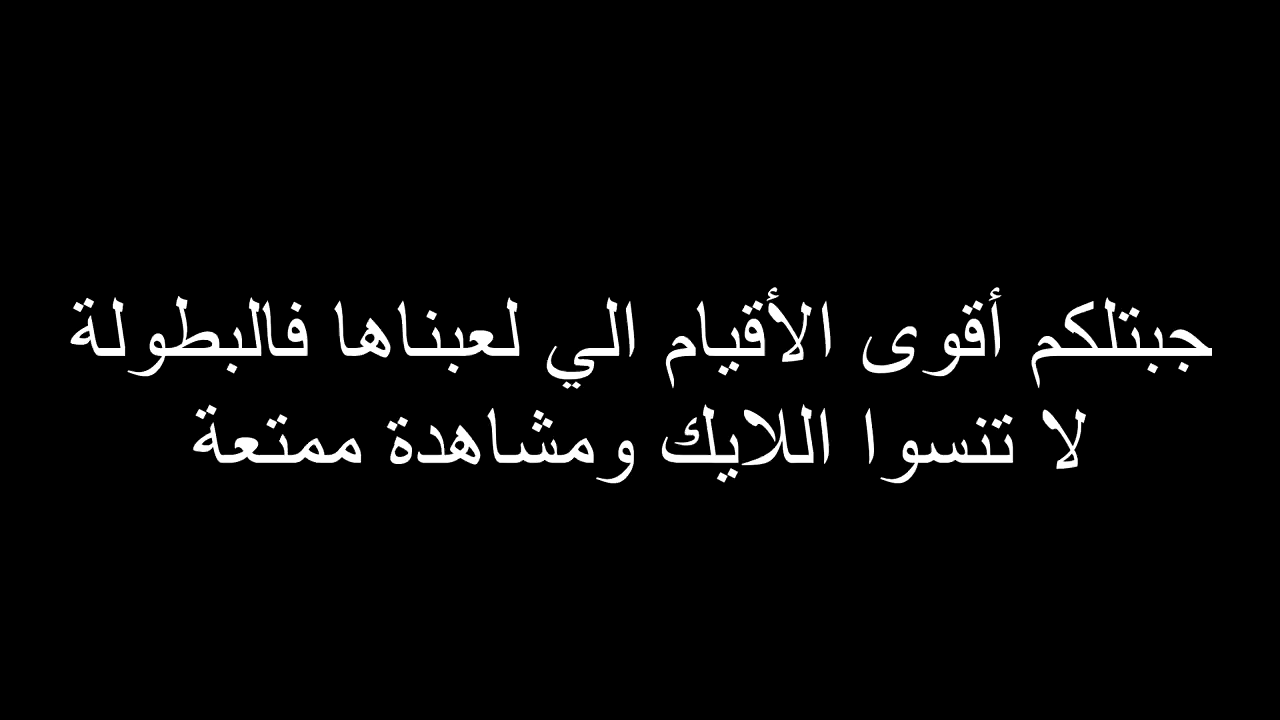 جبتلكم أقوى الأقيام الي لعبناها فالبطولة
لا تنسوا اللايك ومشاهدة ممتعة